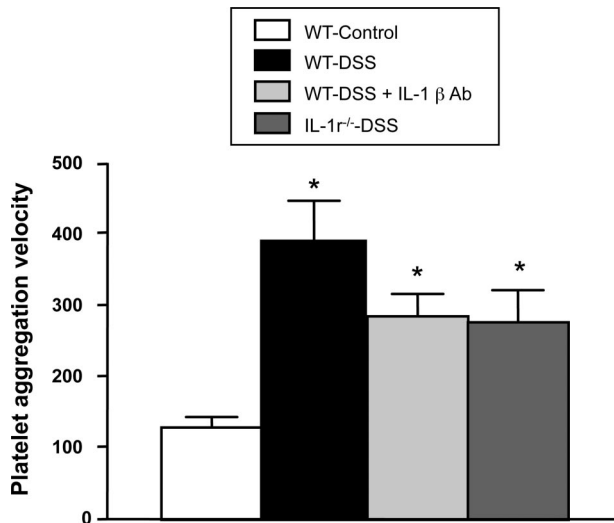 WT-Control
WT-DSS
WT-DSS + IL-1 β Ab
IL-1r-/--DSS
Platelet aggregation velocity
500
400
300
200
100
0
*
*
*